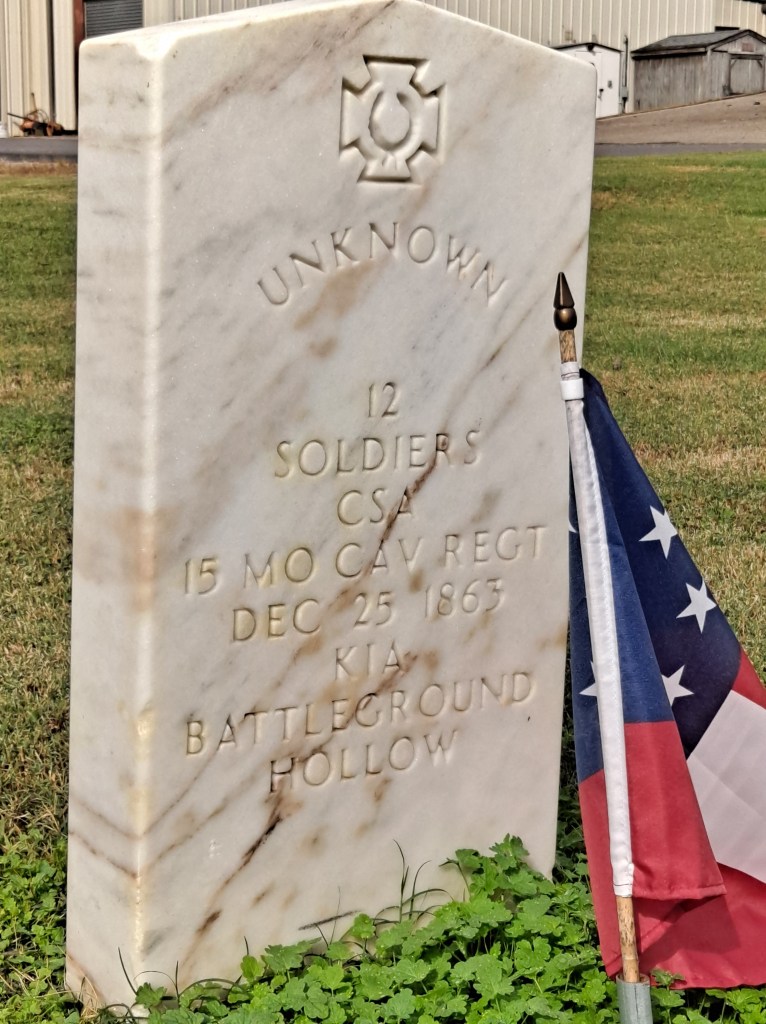 UNKNOWN
12
SOLDIERS
CSA
15 MO CAV REGT
DEC 25 1863
KIA
BATTLEGROUND
HOLLOW